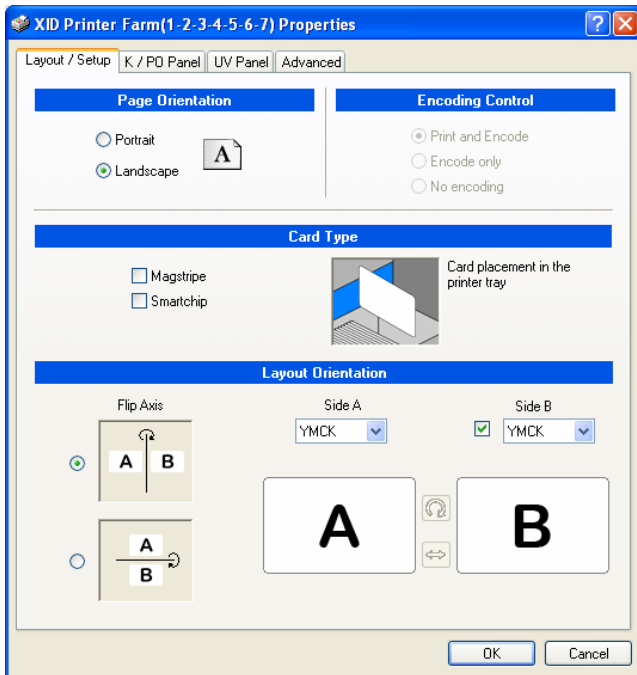 XID Printer Farm(1-2-3-4-5-6-7) Properties
Layout / Setup K / PO Panel UV Panel Advanced
Page Orientation
Portrait
Landscape
A
Encoding Control
Print and Encode
Encode only
No encoding
Card Type
Magstripe
Smartchip
Card placement in the
printer tray
Layout Orientation
Flip Axis
Side A
Side B
YMCK
YMCK
A B
A
B
A
B
OK Cancel